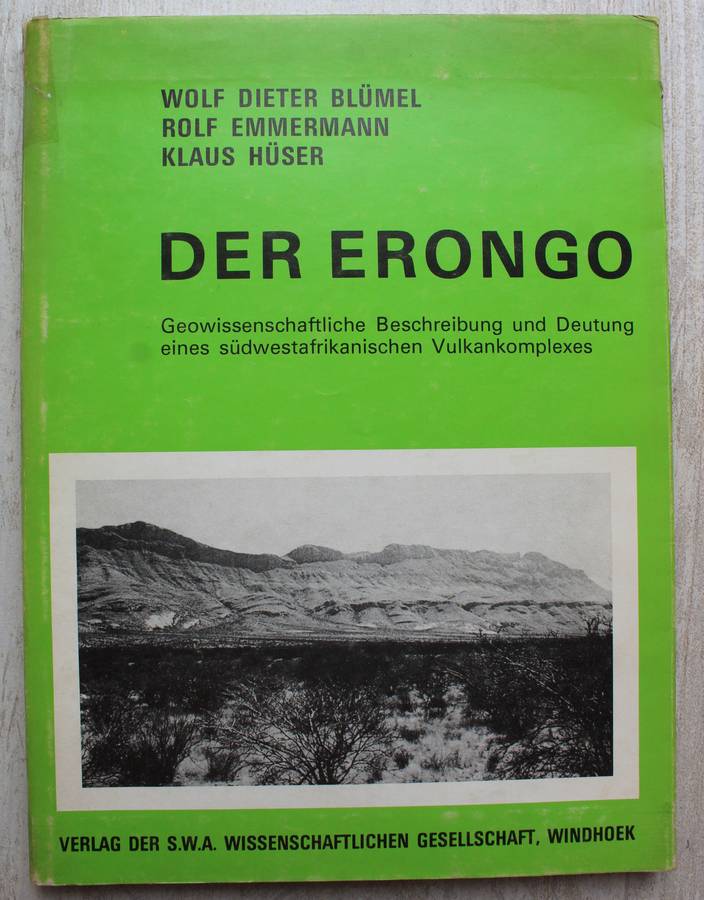 WOLF DIETER BLÜMEL
ROLF EMMERMANN
KLAUS HÜSER
DER ERONGO
Geowissenschaftliche Beschreibung und Deutung
eines südwestafrikanischen Vulkankomplexes
VERLAG DER S.W.A. WISSENSCHAFTLICHEN GESELLSCHAFT, WINDHOEK